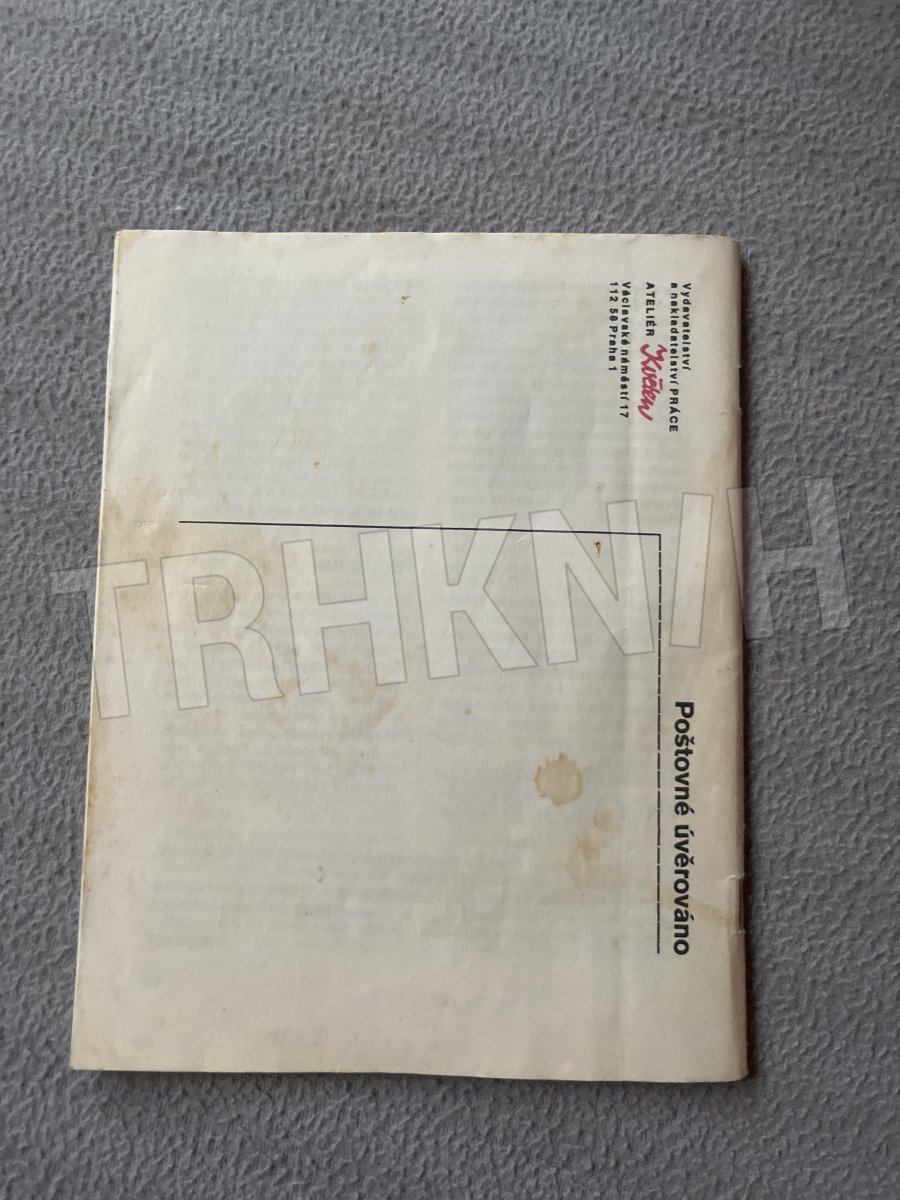 Vydavatelství
a nakladatelství PRÁCE
ATELIÉR Květen
Václavské náměstí 17
112 58 Praha 1
Poštovné úvěrováno
TRHKNIH